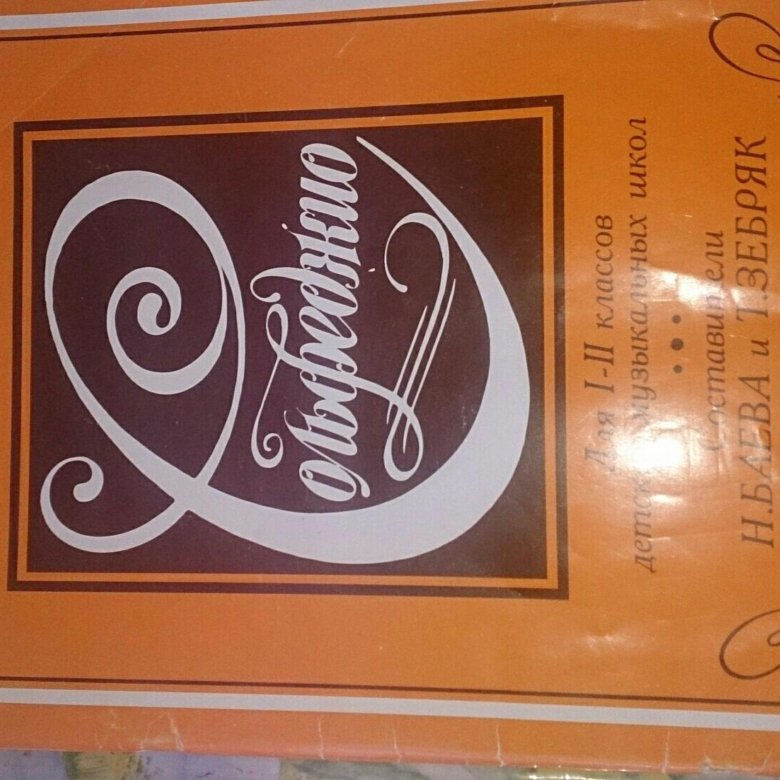 Сольфеджио
Для I-II классов
детских музыкальных школ
Составители
Н.БАЕВА и Т.ЗЕБРЯК